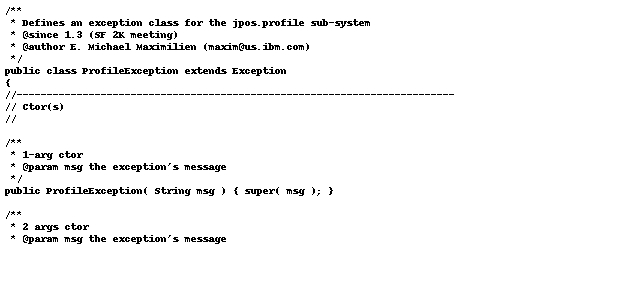 /**
 * Defines an exception class for the jpos.profile sub-system
 * @since 1.3 (SF 2K meeting)
 * @author E. Michael Maximilien (maxim@us.ibm.com)
 */
public class ProfileException extends Exception
{
//-------------------------------------------------------------------------
// Ctor(s)
//

/**
 * 1-arg ctor
 * @param msg the exception's message
 */
public ProfileException( String msg ) { super( msg ); }

/**
 * 2 args ctor
 * @param msg the exception's message